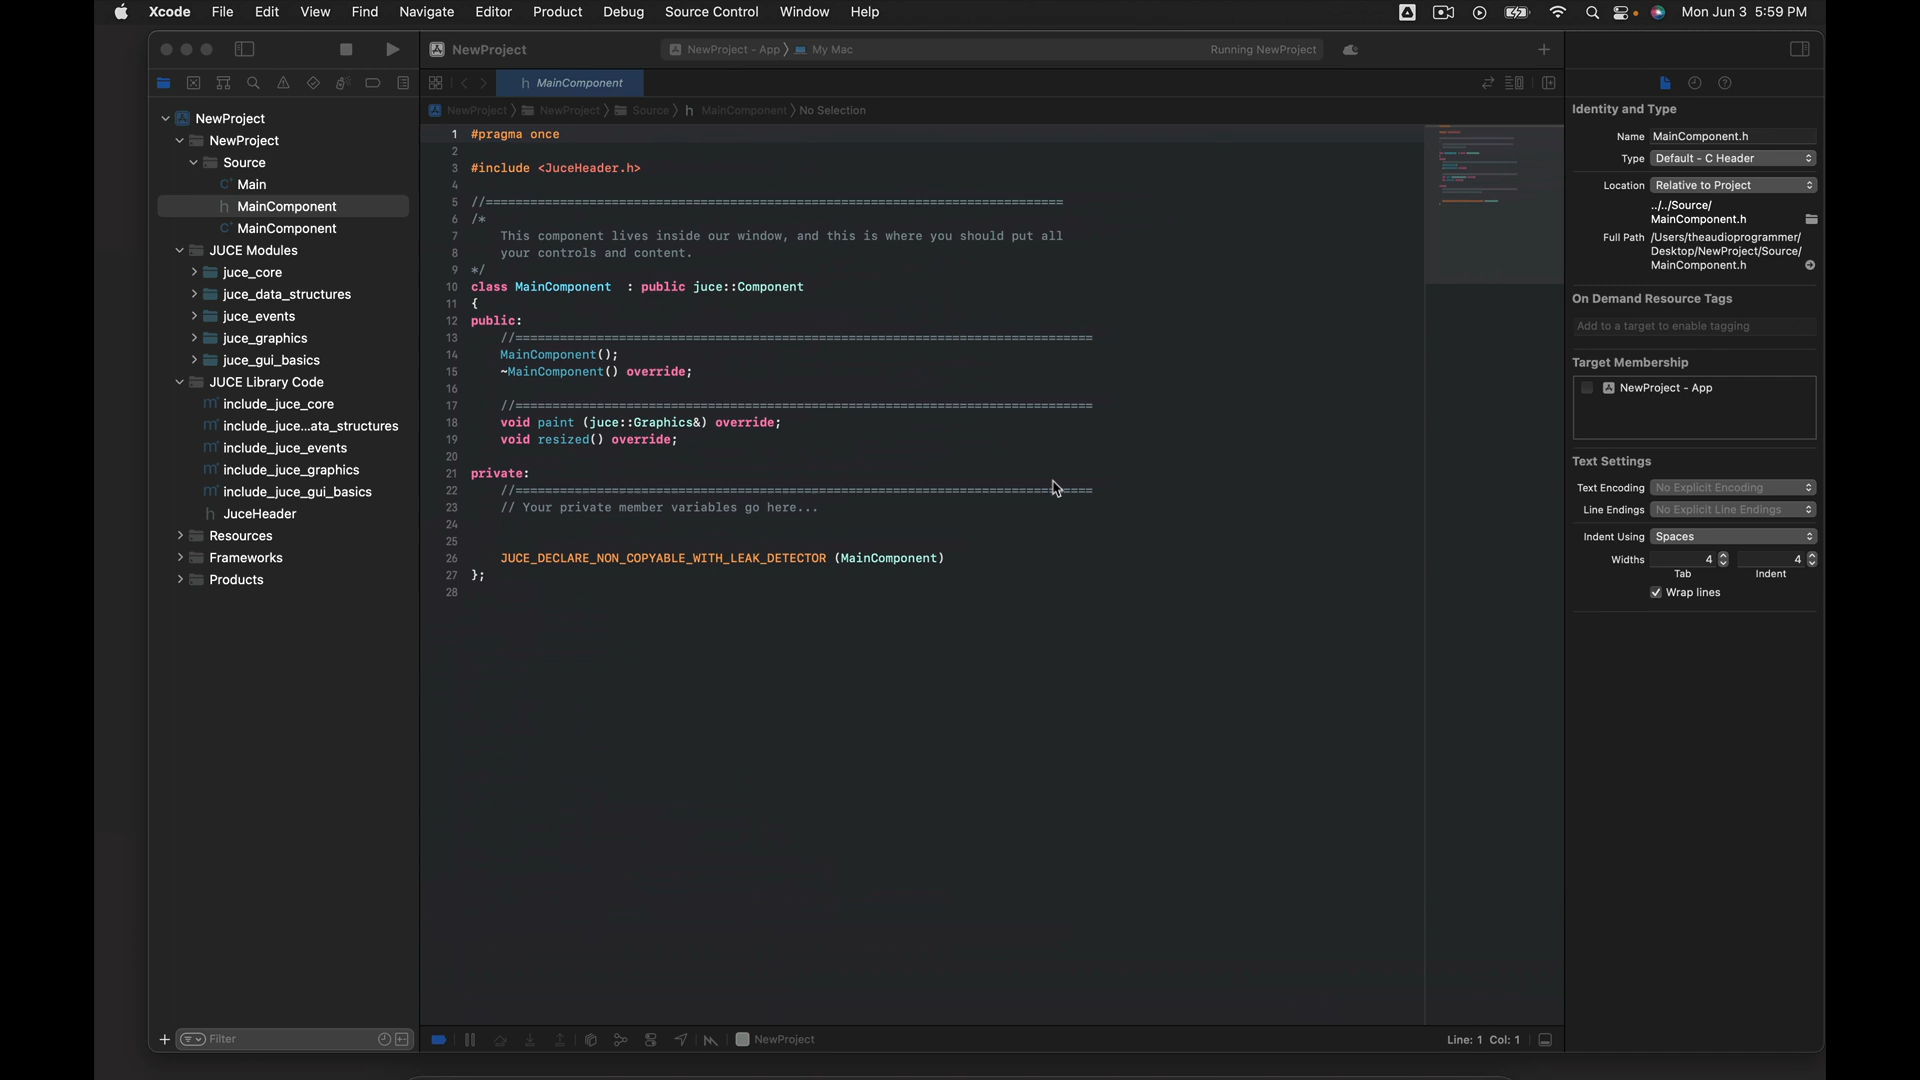 Xcode File Edit View Find Navigate Editor Product Debug Source Control Window Help Mon Jun 3 5:59 PM
NewProject NewProject - App My Mac Running NewProject
h MainComponent
NewProject NewProject Source h MainComponent No Selection
NewProject
NewProject
Source
C+ Main
h MainComponent
C+ MainComponent
JUCE Modules
juce_core
juce_data_structures
juce_events
juce_graphics
juce_gui_basics
JUCE Library Code
m+ include_juce_core
m+ include_juce...ata_structures
m+ include_juce_events
m+ include_juce_graphics
m+ include_juce_gui_basics
h JuceHeader
Resources
Frameworks
Products
Filter
1 #pragma once
2
3 #include <JuceHeader.h>
4
5 //==============================================================================
6 /*
7 This component lives inside our window, and this is where you should put all
8 your controls and content.
9 */
10 class MainComponent : public juce::Component
11 {
12 public:
13 //==============================================================================
14 MainComponent();
15 ~MainComponent() override;
16
17 //==============================================================================
18 void paint (juce::Graphics&) override;
19 void resized() override;
20
21 private:
22 //==============================================================================
23 // Your private member variables go here...
24
25
26 JUCE_DECLARE_NON_COPYABLE_WITH_LEAK_DETECTOR (MainComponent)
27 };
28
NewProject
Line: 1 Col: 1
Identity and Type
Name MainComponent.h
Type Default - C Header
Location Relative to Project
../../Source/
MainComponent.h
Full Path /Users/theaudioprogrammer/
Desktop/NewProject/Source/
MainComponent.h
On Demand Resource Tags
Add to a target to enable tagging
Target Membership
NewProject - App
Text Settings
Text Encoding No Explicit Encoding
Line Endings No Explicit Line Endings
Indent Using Spaces
Widths 4 4
Tab Indent
Wrap lines